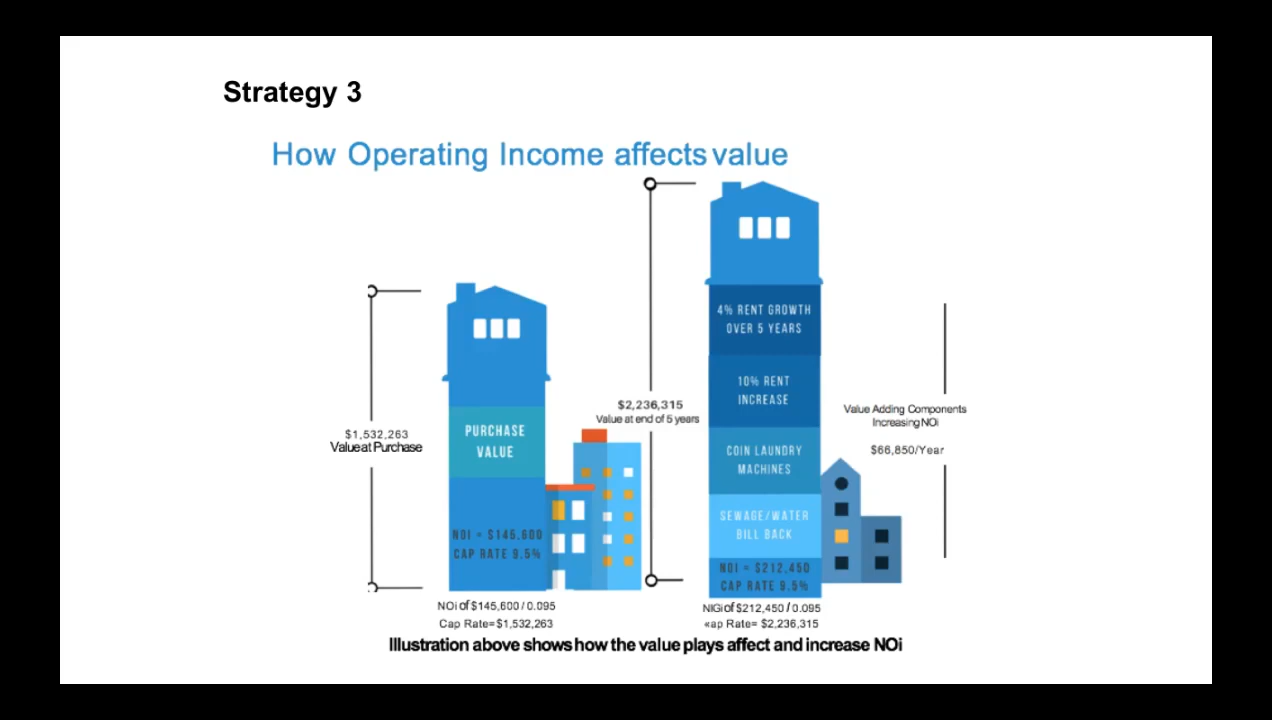 Strategy 3
How Operating Income affects value
$1,532,263
Value at Purchase
PURCHASE
VALUE
NOI = $145,600
CAP RATE 9.5%
NOi of $145,600 / 0.095
Cap Rate= $1,532,263
$2,236,315
Value at end of 5 years
4% RENT GROWTH
OVER 5 YEARS
10% RENT
INCREASE
COIN LAUNDRY
MACHINES
SEWAGE/WATER
BILL BACK
NOI = $212,450
CAP RATE 9.5%
NIGi of $212,450 / 0.095
«ap Rate= $2,236,315
Value Adding Components
Increasing NOi
$66,850/Year
Illustration above shows how the value plays affect and increase NOi